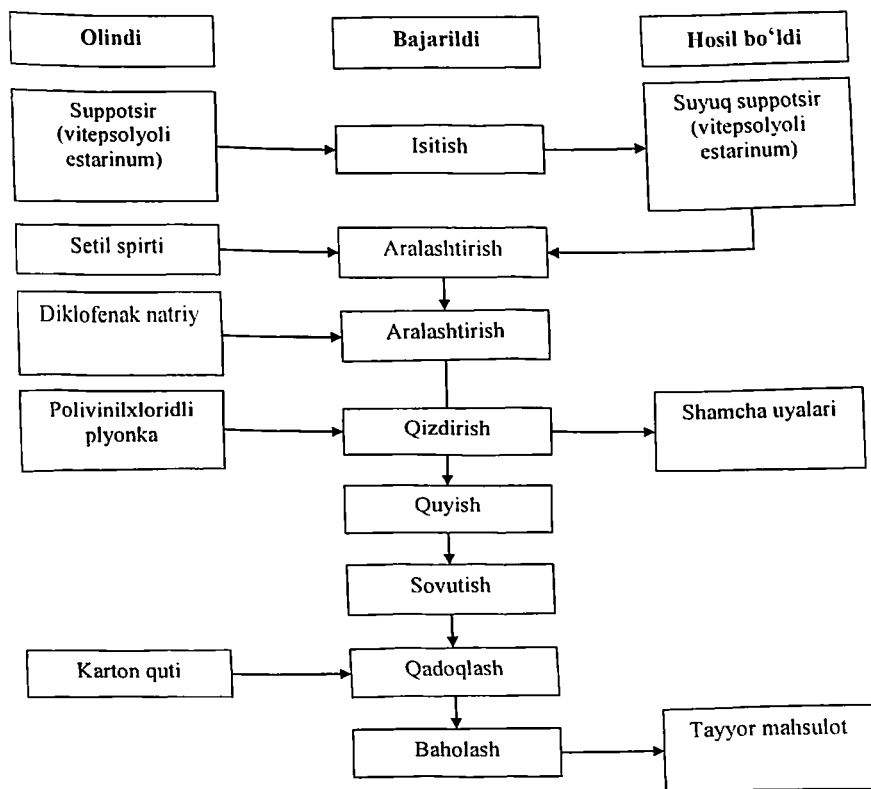 Olindi
Bajarildi
Hosil bo‘ldi
Suppotsir
(vitepsolyoli
estarinum)
Isitish
Suyuq suppotsir
(vitepsolyoli
estarinum)
Setil spirti
Aralashtirish
Diklofenak natriy
Aralashtirish
Polivinilxloridli
plyonka
Qizdirish
Shamcha uyalari
Quyish
Sovutish
Karton quti
Qadoqlash
Baholash
Tayyor mahsulot